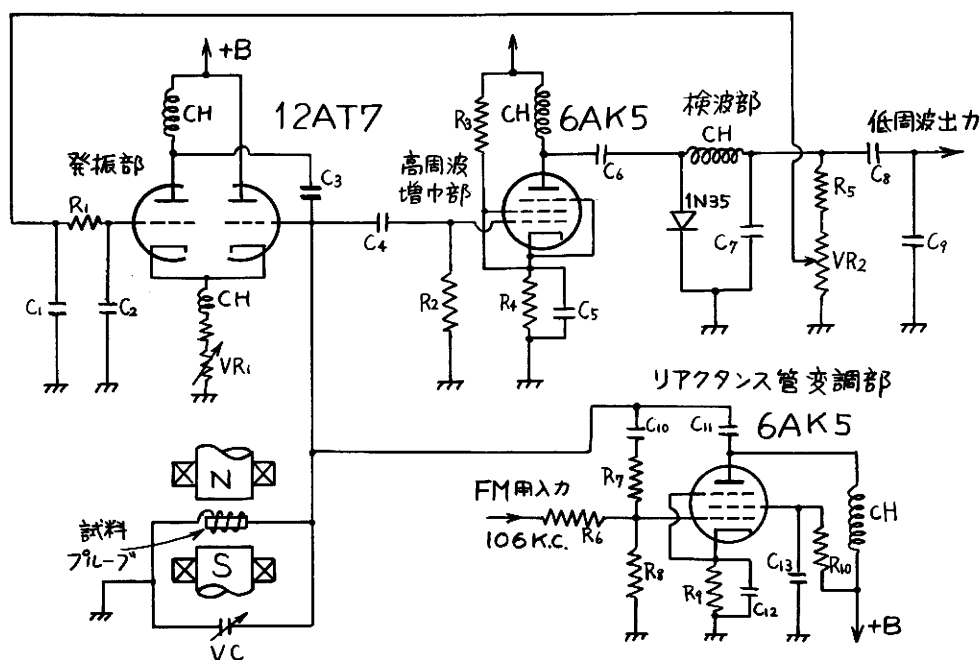 +B
CH
12AT7
発振部
C3
R1
C1
C2
CH
VR1
高周波
増巾部
C4
R2
R3
CH
6AK5
C6
R4
C5
検波部
CH
1N35
C7
R5
VR2
C8
低周波出力
C9
N
試料
プルーブ
S
VC
リアクタンス管変調部
6AK5
C10
C11
R7
FM用入力
106K.C.
R6
R8
R9
C12
C13
R10
CH
+B